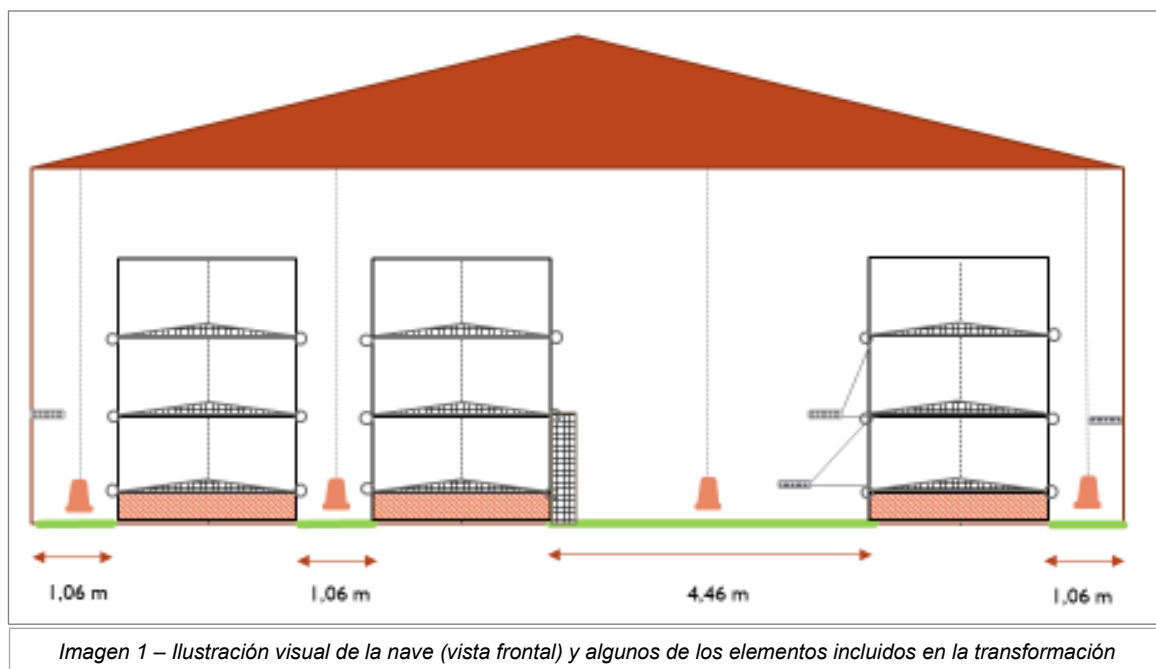 1,06 m
1,06 m
4,46 m
1,06 m
Imagen 1 – Ilustración visual de la nave (vista frontal) y algunos de los elementos incluidos en la transformación